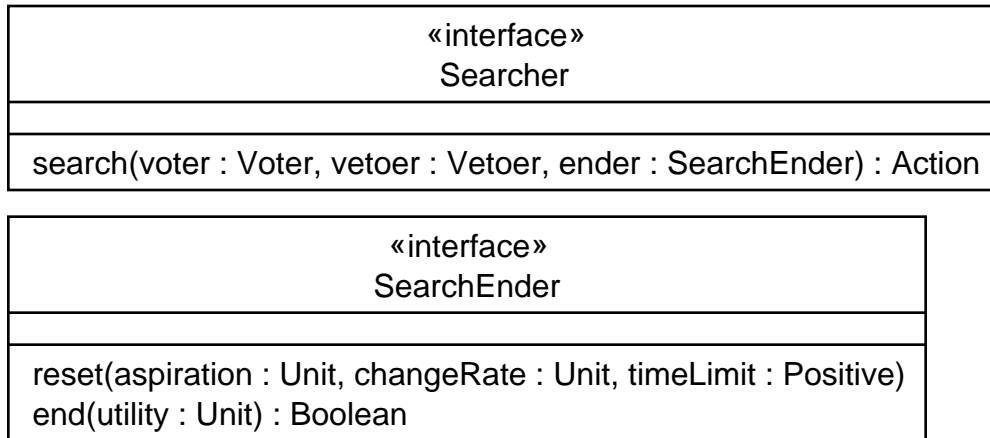 «interface»
Searcher
search(voter : Voter, vetoer : Vetoer, ender : SearchEnder) : Action
«interface»
SearchEnder
reset(aspiration : Unit, changeRate : Unit, timeLimit : Positive)
end(utility : Unit) : Boolean